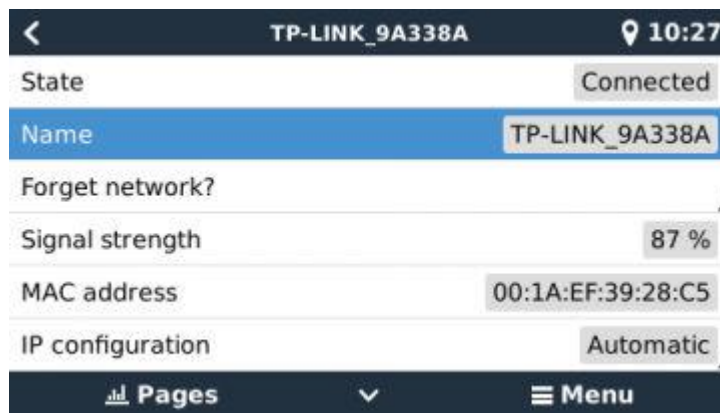 TP-LINK_9A338A 10:27
State Connected
Name TP-LINK_9A338A
Forget network?
Signal strength 87 %
MAC address 00:1A:EF:39:28:C5
IP configuration Automatic
Pages Menu